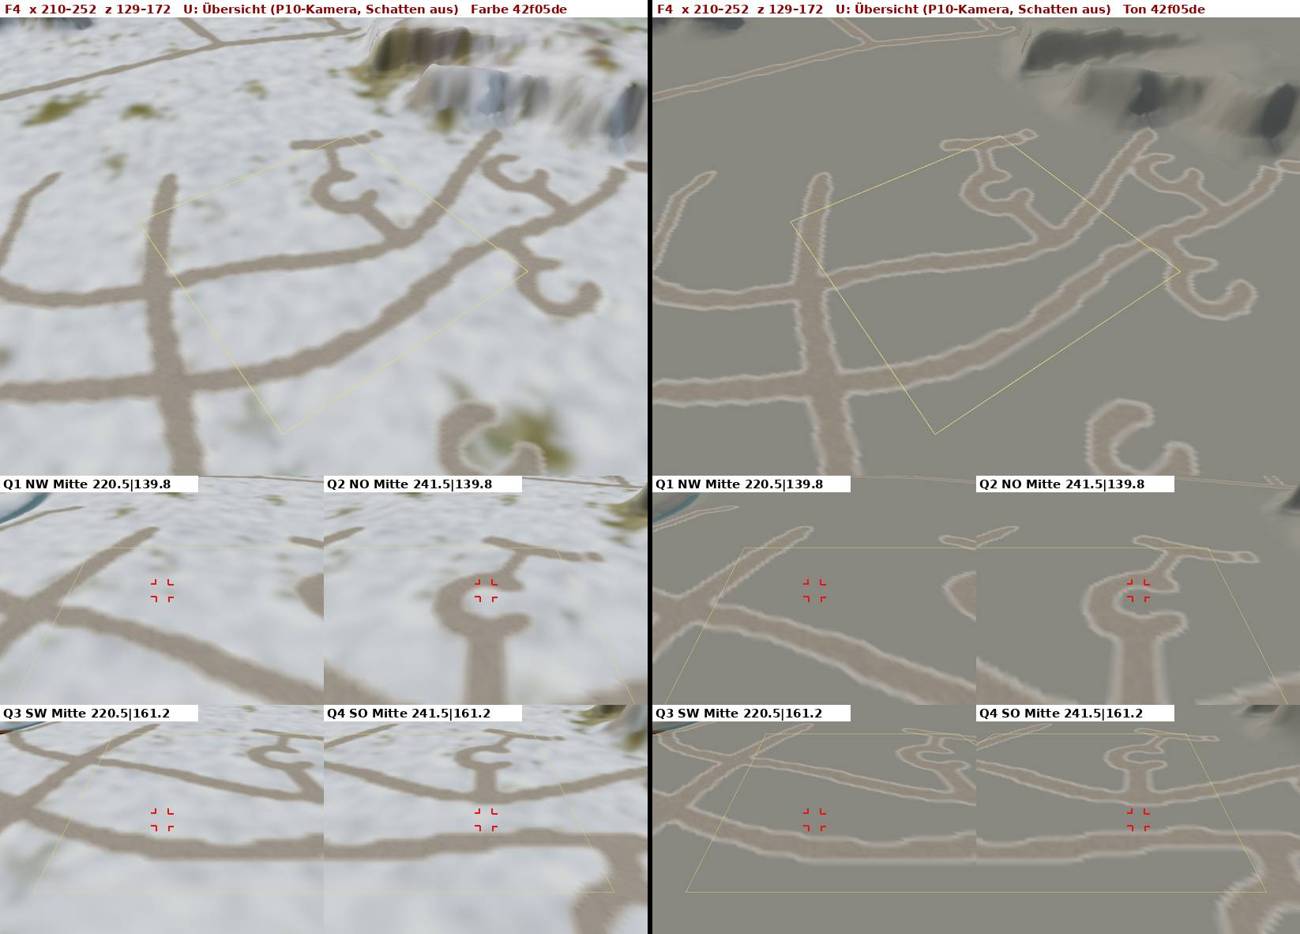 F4 x 210–252 z 129–172 U: Übersicht (P10-Kamera, Schatten aus) Farbe 42f05de
F4 x 210–252 z 129–172 U: Übersicht (P10-Kamera, Schatten aus) Ton 42f05de
Q1 NW Mitte 220.5|139.8
Q2 NO Mitte 241.5|139.8
Q1 NW Mitte 220.5|139.8
Q2 NO Mitte 241.5|139.8
Q3 SW Mitte 220.5|161.2
Q4 SO Mitte 241.5|161.2
Q3 SW Mitte 220.5|161.2
Q4 SO Mitte 241.5|161.2